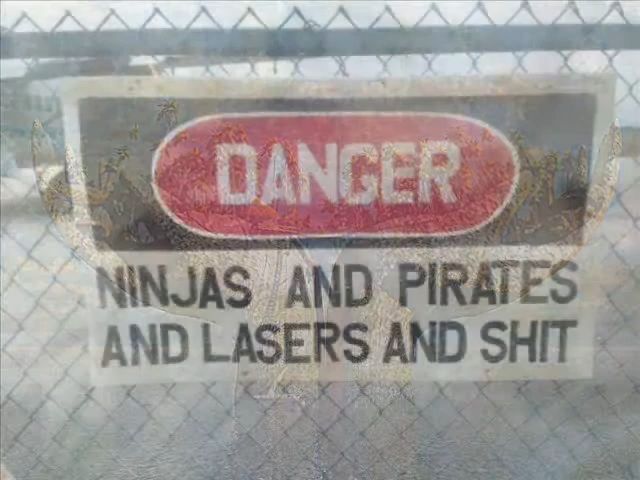 DANGER
NINJAS AND PIRATES
AND LASERS AND SHIT